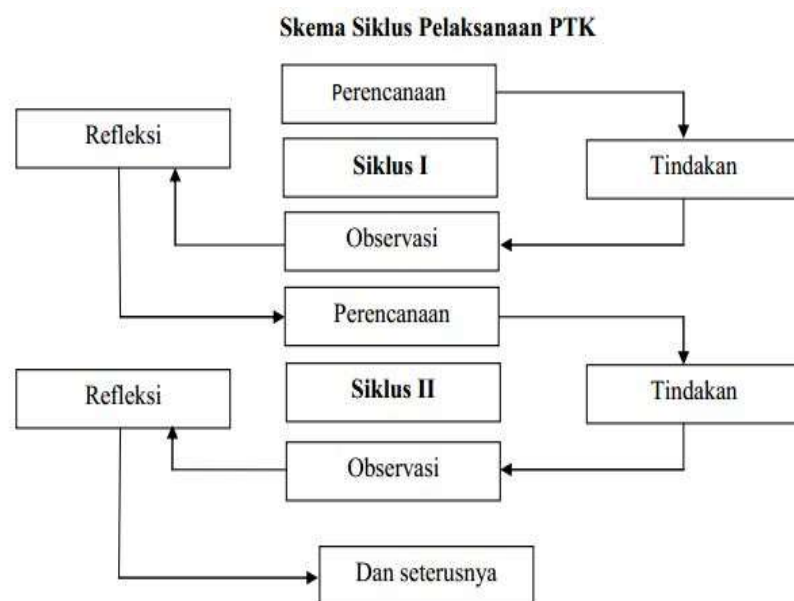 Skema Siklus Pelaksanaan PTK
Perencanaan
Refleksi
Siklus I
Tindakan
Observasi
Perencanaan
Refleksi
Siklus II
Tindakan
Observasi
Dan seterusnya